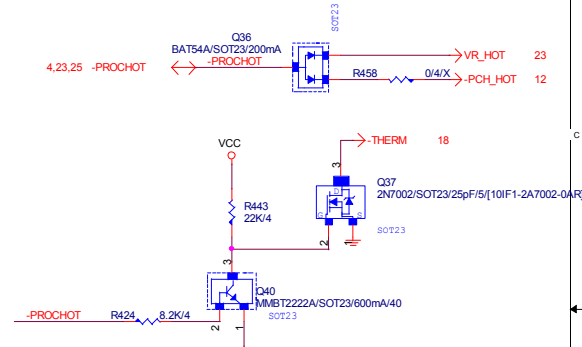 SOT23
Q36
BAT54A/SOT23/200mA
4,23,25 -PROCHOT
-PROCHOT
VR_HOT 23
R458 0/4/X -PCH_HOT 12
-THERM 18
C
VCC
3
Q37
2N7002/SOT23/25pF/5/[10IF1-2A7002-0AR]
D
G S
R443
22K/4
SOT23
2 1
3
Q40
MMBT2222A/SOT23/600mA/40
SOT23
-PROCHOT R424 8.2K/4
2 1